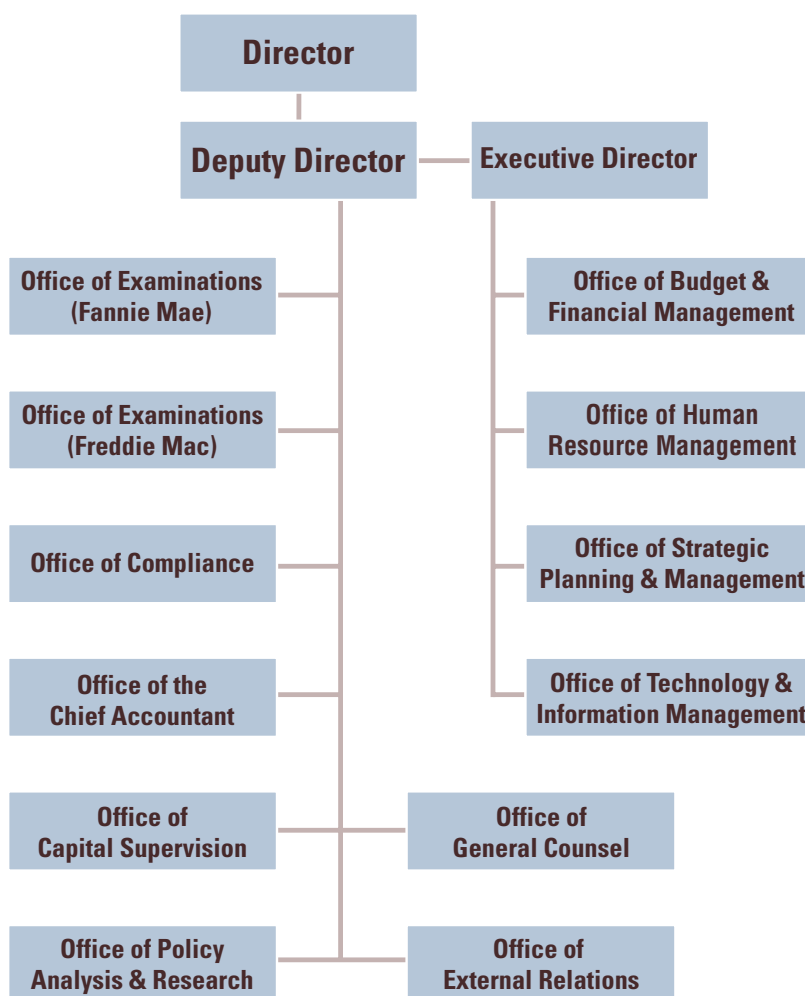 Director
Deputy Director
Executive Director
Office of Examinations
(Fannie Mae)
Office of Budget &
Financial Management
Office of Examinations
(Freddie Mac)
Office of Human
Resource Management
Office of Compliance
Office of Strategic
Planning & Management
Office of the
Chief Accountant
Office of Technology &
Information Management
Office of
Capital Supervision
Office of
General Counsel
Office of Policy
Analysis & Research
Office of
External Relations